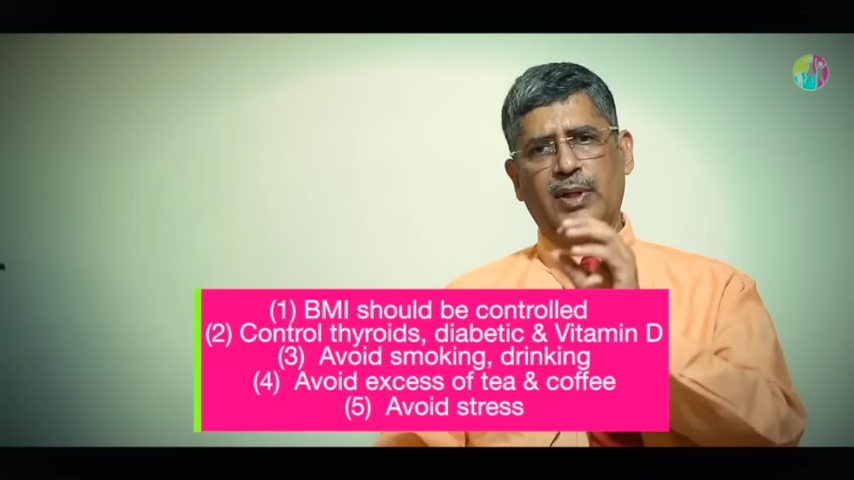 (1) BMI should be controlled
(2) Control thyroids, diabetic & Vitamin D
(3) Avoid smoking, drinking
(4) Avoid excess of tea & coffee
(5) Avoid stress